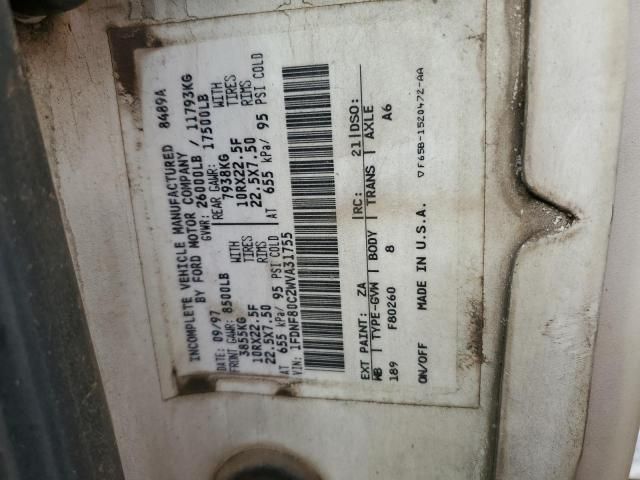 INCOMPLETE VEHICLE MANUFACTURED 8489A
BY FORD MOTOR COMPANY
GVWR: 26000LB / 11793KG
DATE: 09/97 REAR GAWR: 17500LB
FRONT GAWR: 8500LB WITH 7938KG WITH
3855KG TIRES 10RX22.5F TIRES
10RX22.5F RIMS 22.5X7.50 RIMS
22.5X7.50 AT 655 kPa/ 95 PSI COLD
AT 655 kPa/ 95 PSI COLD
VIN: 1FDNF80C2WVA31755
EXT PAINT: ZA RC: 21 DSO:
WB TYPE-GVW BODY TRANS AXLE
189 F80260 8 A6
ON/OFF MADE IN U.S.A. ▽F65B-1520472-AA